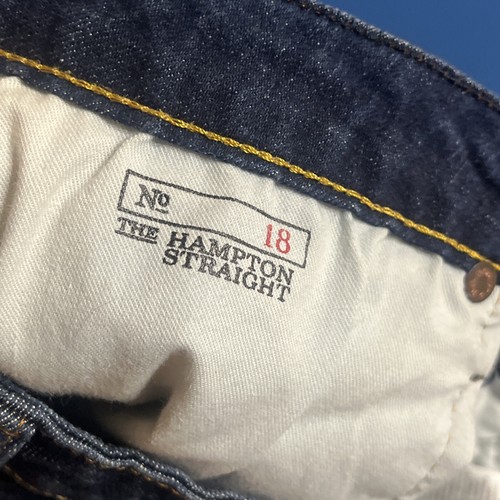 Nº 18
THE HAMPTON
STRAIGHT